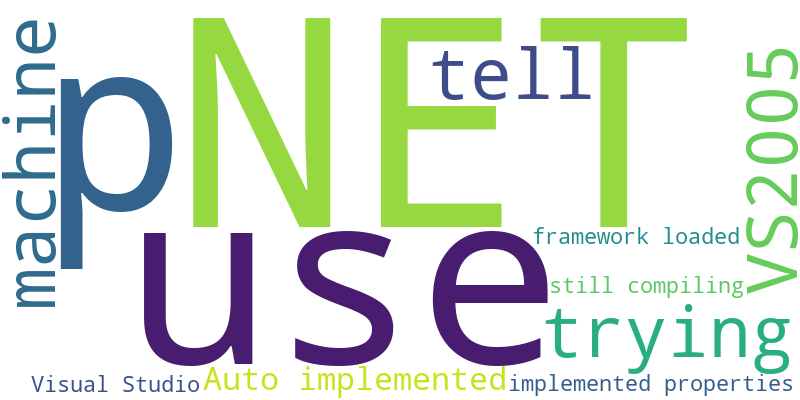 machine
p
NET
tell
VS2005
use
framework loaded
still compiling
trying
Visual Studio
Auto implemented
implemented properties